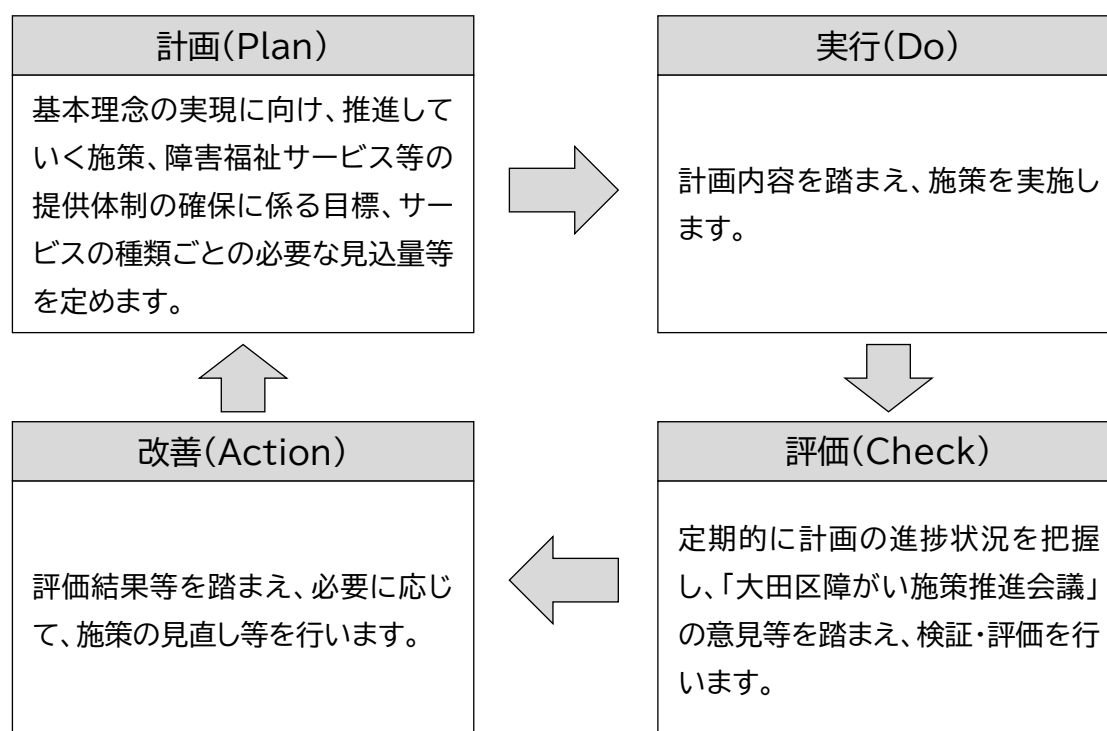 計画(Plan)
基本理念の実現に向け、推進して
いく施策、障害福祉サービス等の
提供体制の確保に係る目標、サー
ビスの種類ごとの必要な見込量等
を定めます。
実行(Do)
計画内容を踏まえ、施策を実施し
ます。
改善(Action)
評価結果等を踏まえ、必要に応じ
て、施策の見直し等を行います。
評価(Check)
定期的に計画の進捗状況を把握
し、「大田区障がい施策推進会議」
の意見等を踏まえ、検証・評価を行
います。